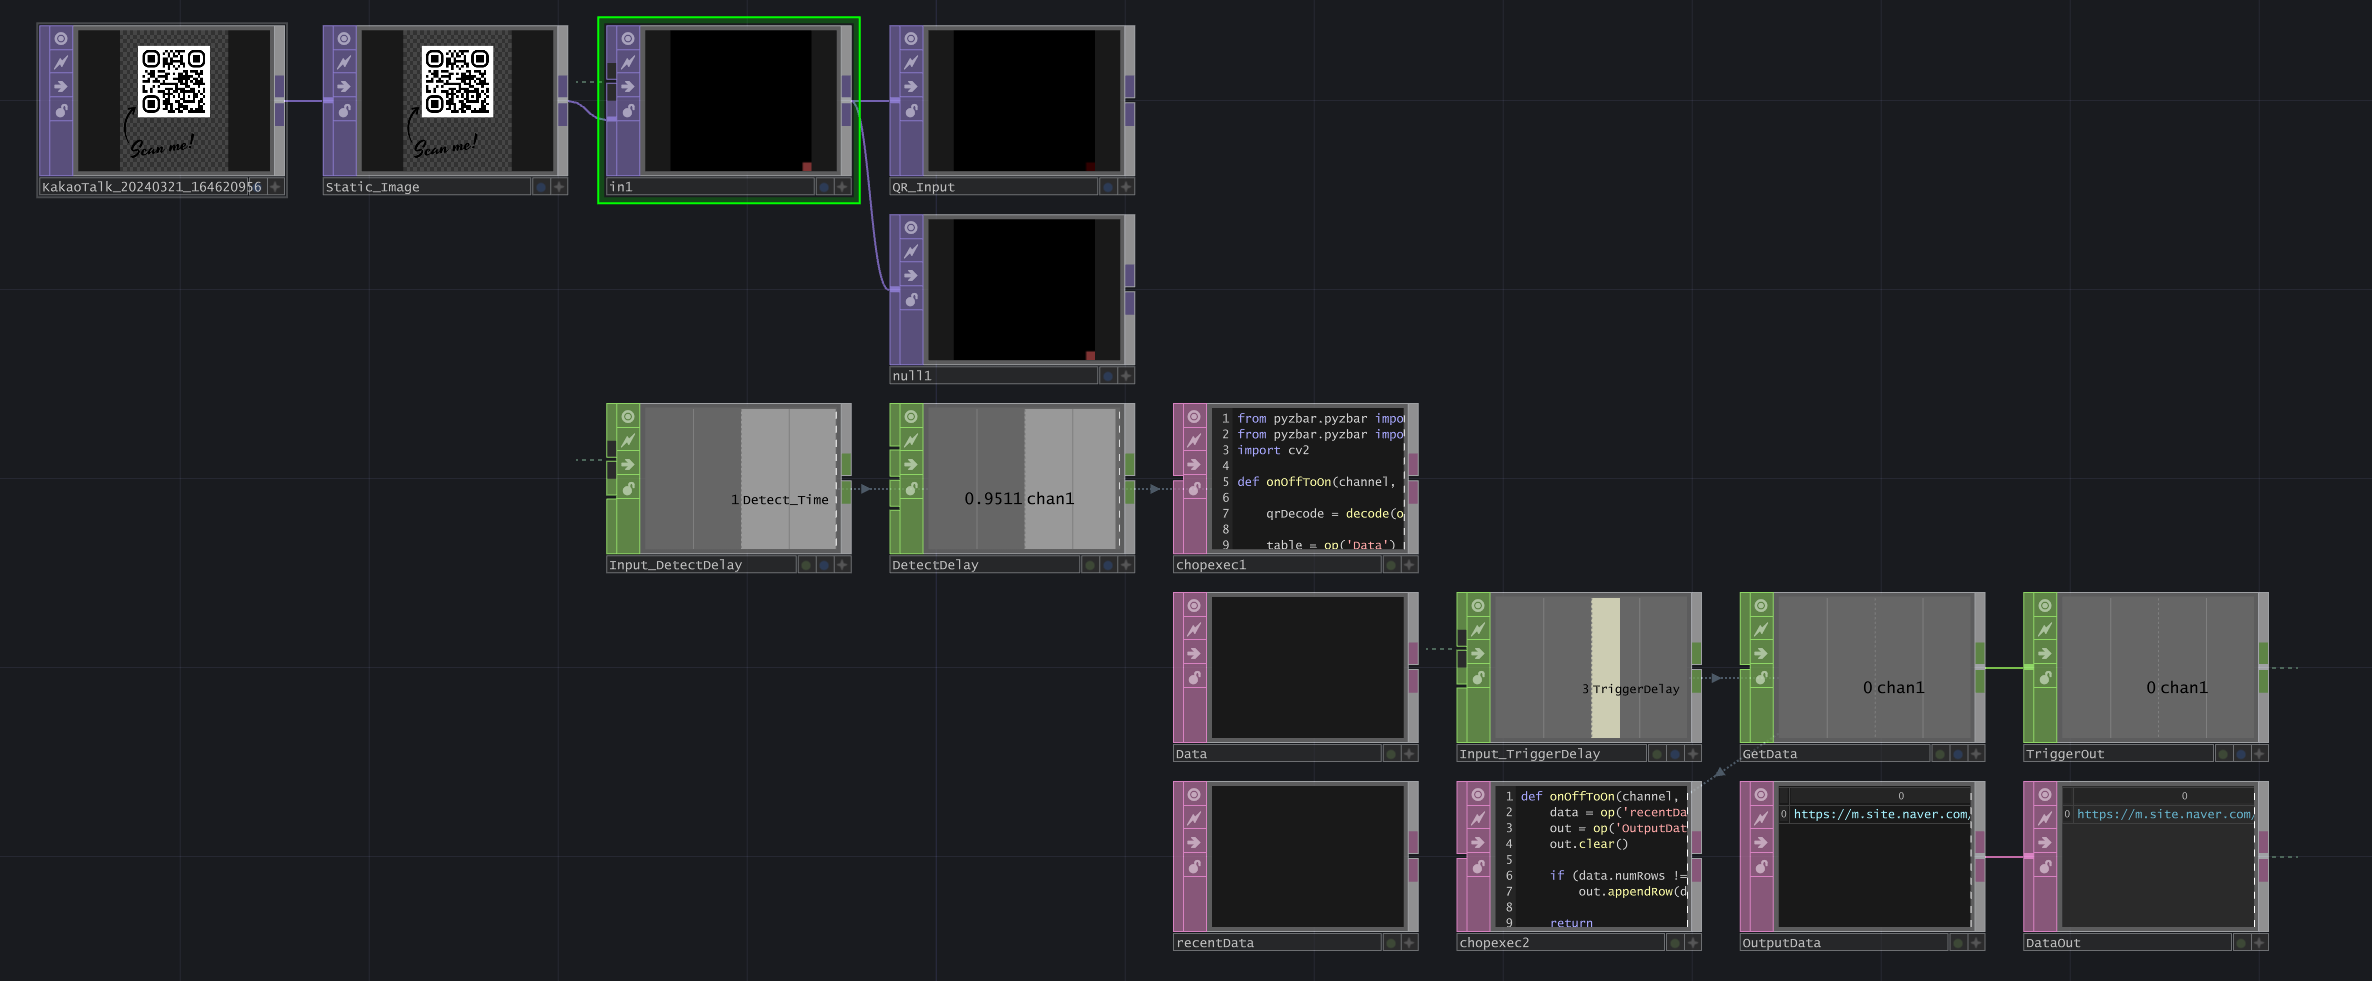 Scan me!
KakaoTalk_20240321_164620956
Scan me!
Static_Image
in1
QR_Input
null1
1 Detect_Time
Input_DetectDelay
0.9511 chan1
DetectDelay
1 from pyzbar.pyzbar impo
2 from pyzbar.pyzbar impo
3 import cv2
4
5 def onOffToOn(channel,
6
7 qrDecode = decode(o
8
9 table = op('Data')
chopexec1
Data
3 TriggerDelay
Input_TriggerDelay
0 chan1
GetData
0 chan1
TriggerOut
recentData
1 def onOffToOn(channel,
2 data = op('recentDa
3 out = op('OutputDat
4 out.clear()
5
6 if (data.numRows !=
7 out.appendRow(d
8
9 return
chopexec2
0
0 https://m.site.naver.com/
OutputData
0
0 https://m.site.naver.com/
DataOut